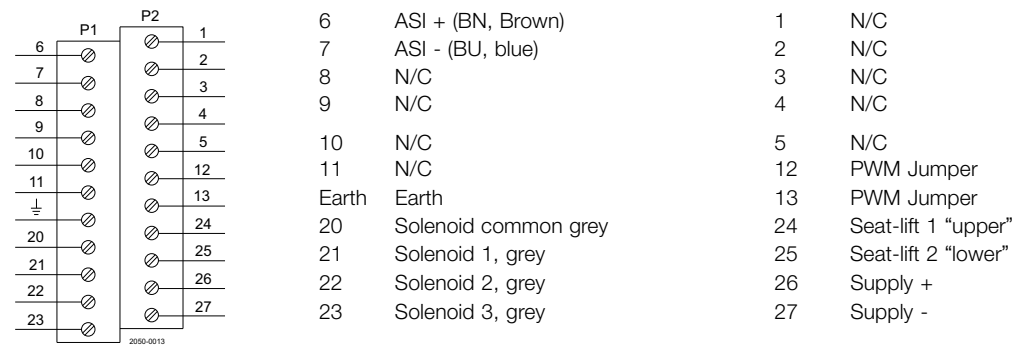 P1
P2
6
7
8
9
10
11
20
21
22
23
1
2
3
4
5
12
13
24
25
26
27
2050-0013
6 ASI + (BN, Brown) 1 N/C
7 ASI - (BU, blue) 2 N/C
8 N/C 3 N/C
9 N/C 4 N/C
10 N/C 5 N/C
11 N/C 12 PWM Jumper
Earth Earth 13 PWM Jumper
20 Solenoid common grey 24 Seat-lift 1 “upper”
21 Solenoid 1, grey 25 Seat-lift 2 “lower”
22 Solenoid 2, grey 26 Supply +
23 Solenoid 3, grey 27 Supply -